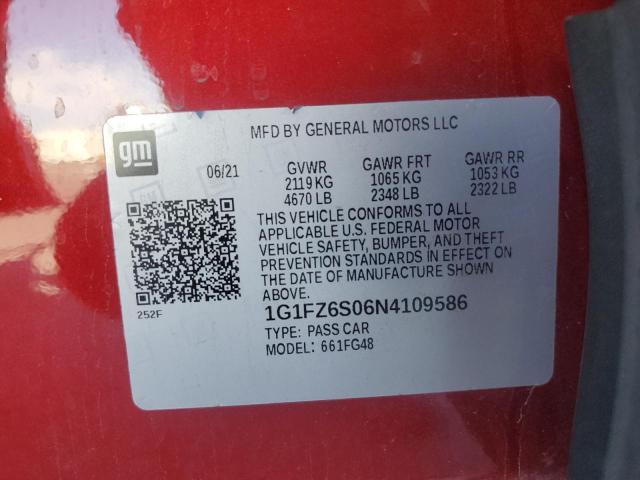 MFD BY GENERAL MOTORS LLC
gm
06/21 GVWR GAWR FRT GAWR RR
2119 KG 1065 KG 1053 KG
4670 LB 2348 LB 2322 LB
THIS VEHICLE CONFORMS TO ALL
APPLICABLE U.S. FEDERAL MOTOR
VEHICLE SAFETY, BUMPER, AND THEFT
PREVENTION STANDARDS IN EFFECT ON
THE DATE OF MANUFACTURE SHOWN
ABOVE.
252F
1G1FZ6S06N4109586
TYPE: PASS CAR
MODEL: 661FG48